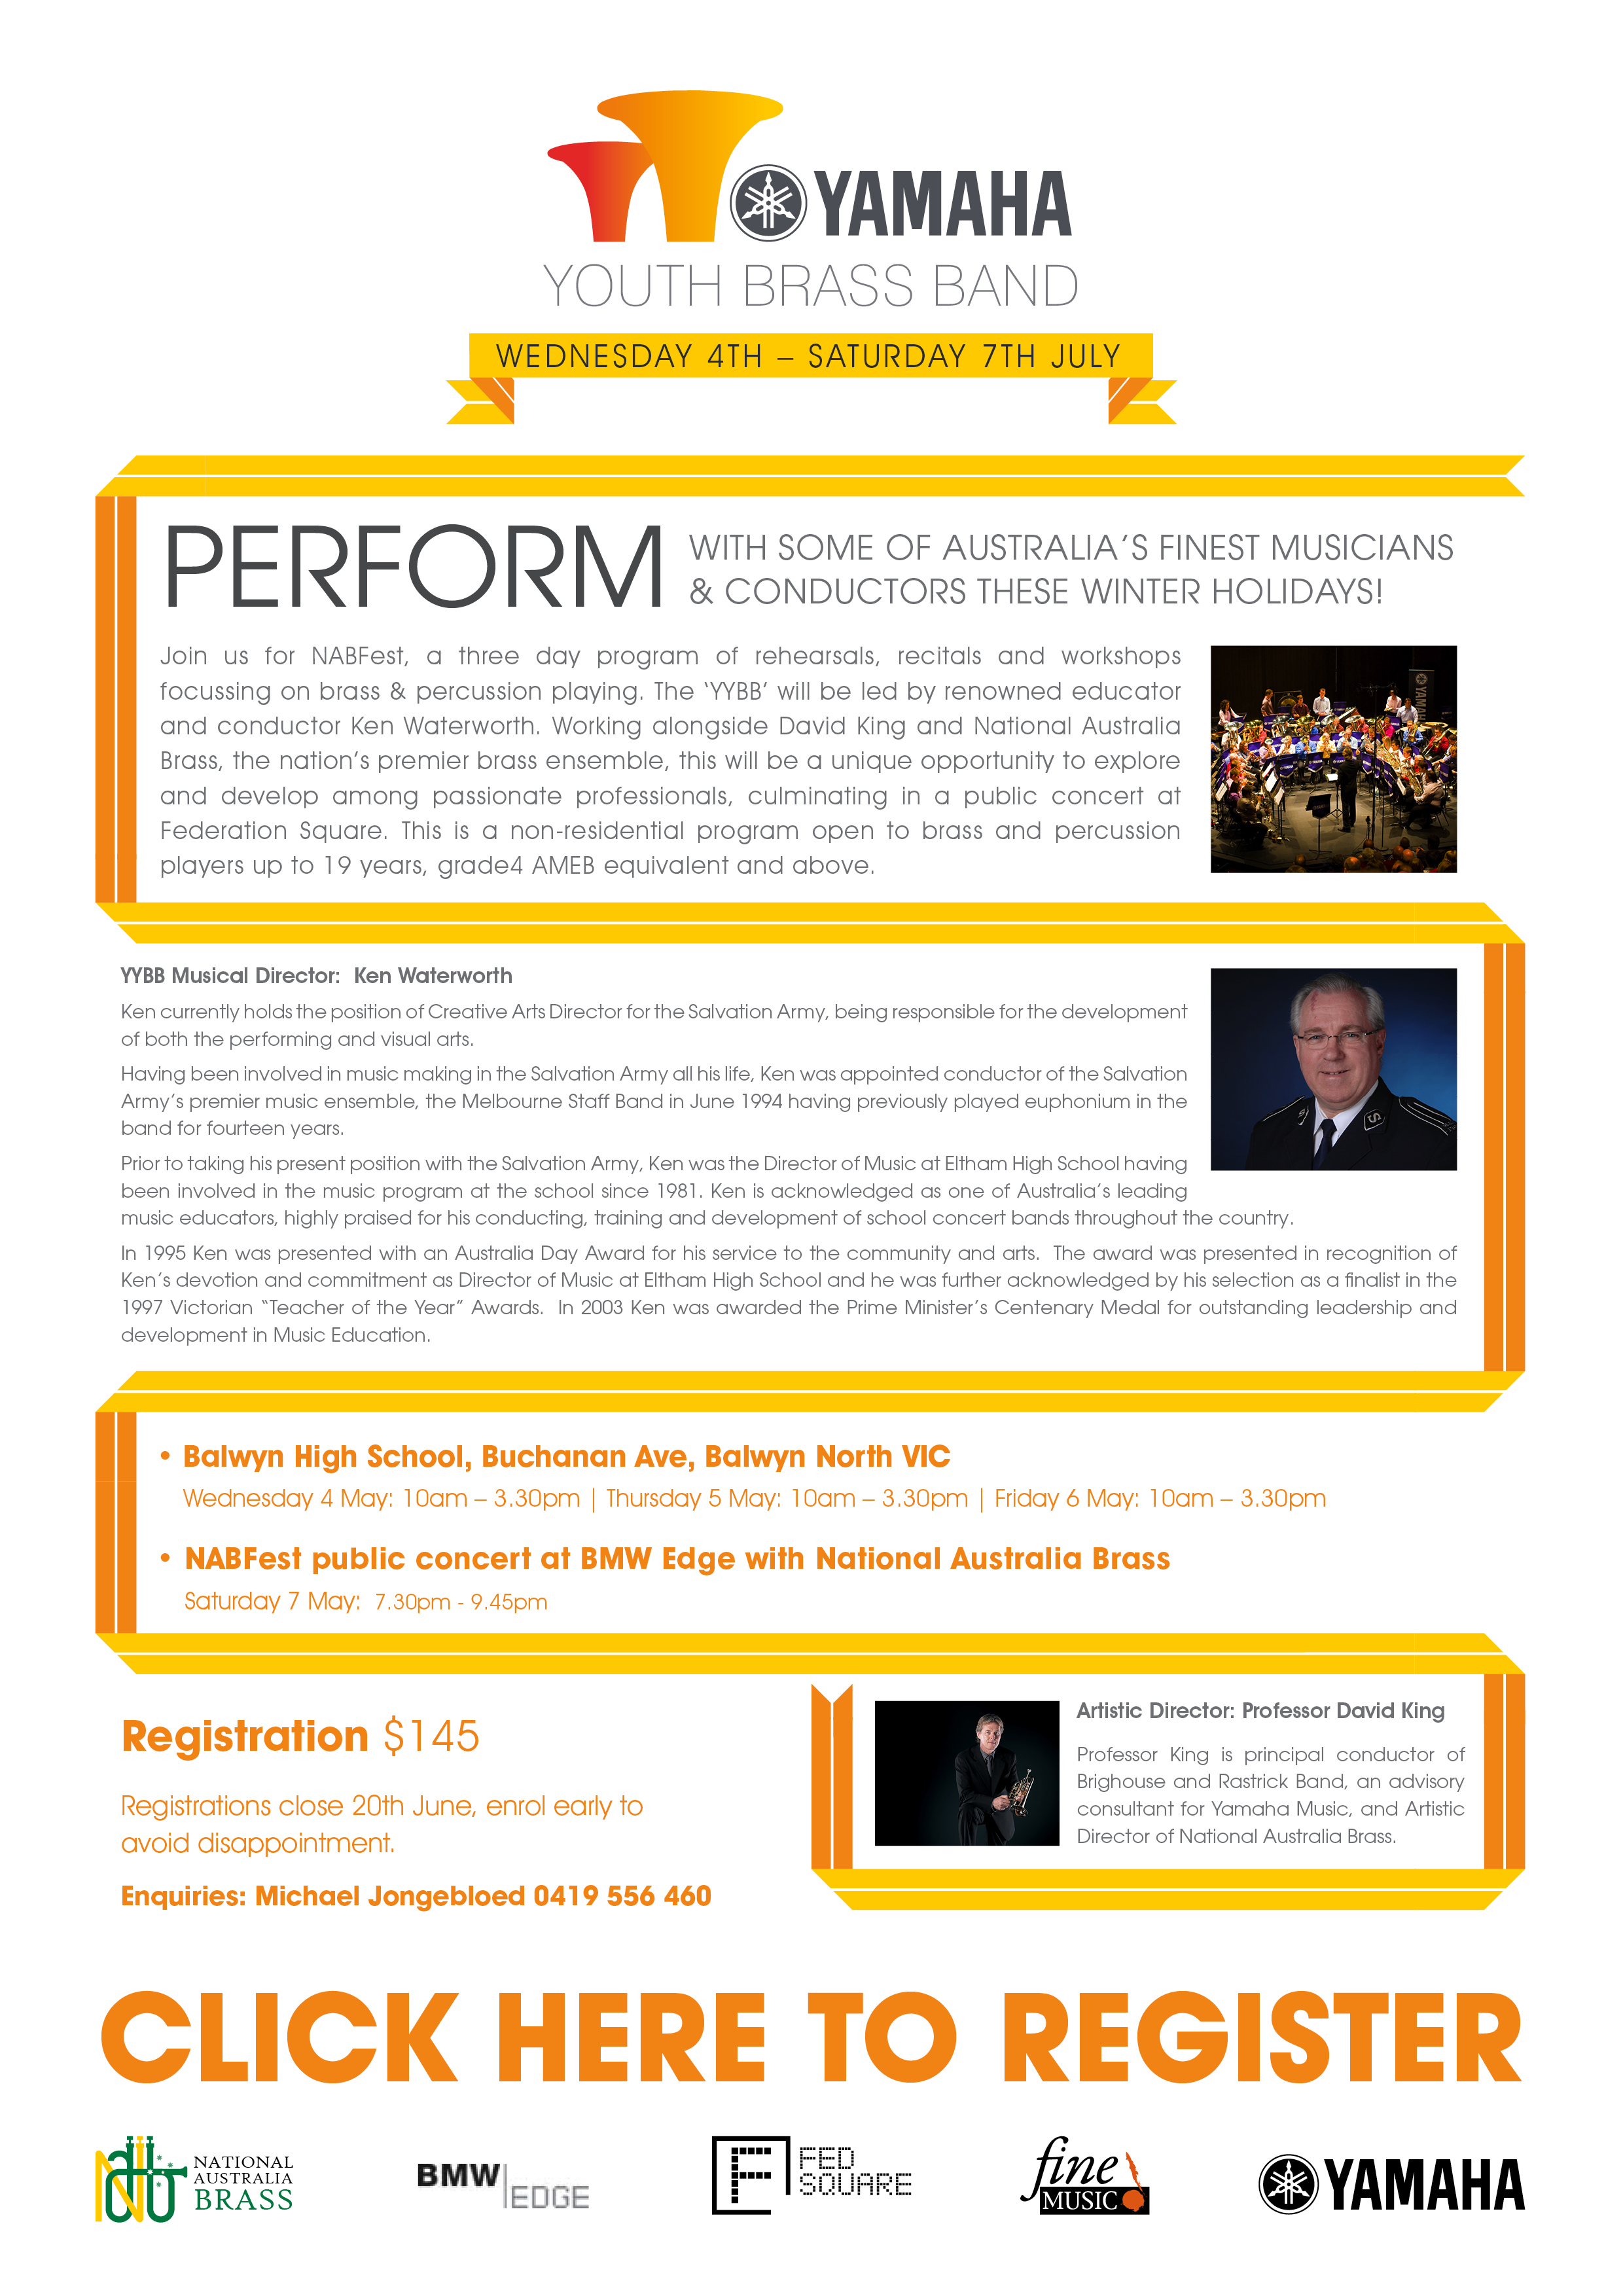 YAMAHA
YOUTH BRASS BAND
WEDNESDAY 4TH – SATURDAY 7TH JULY
PERFORM
WITH SOME OF AUSTRALIA'S FINEST MUSICIANS
& CONDUCTORS THESE WINTER HOLIDAYS!
Join us for NABFest, a three day program of rehearsals, recitals and workshops
focussing on brass & percussion playing. The 'YYBB' will be led by renowned educator
and conductor Ken Waterworth. Working alongside David King and National Australia
Brass, the nation's premier brass ensemble, this will be a unique opportunity to explore
and develop among passionate professionals, culminating in a public concert at
Federation Square. This is a non-residential program open to brass and percussion
players up to 19 years, grade4 AMEB equivalent and above.
YAMAHA
YYBB Musical Director: Ken Waterworth
Ken currently holds the position of Creative Arts Director for the Salvation Army, being responsible for the development
of both the performing and visual arts.
Having been involved in music making in the Salvation Army all his life, Ken was appointed conductor of the Salvation
Army's premier music ensemble, the Melbourne Staff Band in June 1994 having previously played euphonium in the
band for fourteen years.
Prior to taking his present position with the Salvation Army, Ken was the Director of Music at Eltham High School having
been involved in the music program at the school since 1981. Ken is acknowledged as one of Australia's leading
music educators, highly praised for his conducting, training and development of school concert bands throughout the country.
In 1995 Ken was presented with an Australia Day Award for his service to the community and arts. The award was presented in recognition of
Ken's devotion and commitment as Director of Music at Eltham High School and he was further acknowledged by his selection as a finalist in the
1997 Victorian "Teacher of the Year" Awards. In 2003 Ken was awarded the Prime Minister's Centenary Medal for outstanding leadership and
development in Music Education.
• Balwyn High School, Buchanan Ave, Balwyn North VIC
Wednesday 4 May: 10am – 3.30pm | Thursday 5 May: 10am – 3.30pm | Friday 6 May: 10am – 3.30pm
• NABFest public concert at BMW Edge with National Australia Brass
Saturday 7 May: 7.30pm - 9.45pm
Registration $145
Registrations close 20th June, enrol early to
avoid disappointment.
Enquiries: Michael Jongebloed 0419 556 460
Artistic Director: Professor David King
Professor King is principal conductor of
Brighouse and Rastrick Band, an advisory
consultant for Yamaha Music, and Artistic
Director of National Australia Brass.
CLICK HERE TO REGISTER
NATIONAL
AUSTRALIA
BRASS
BMW
EDGE
F FED
SQUARE
fine
MUSIC
YAMAHA